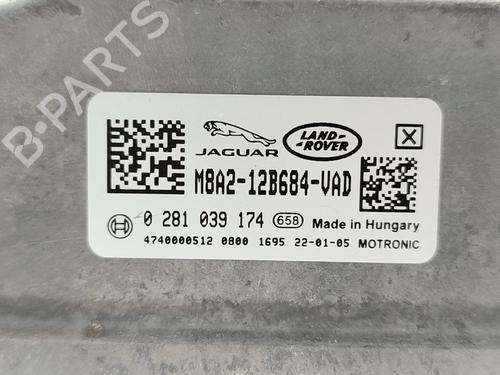 B-PARTS
JAGUAR
LAND-
-ROVER
X
M8A2-12B684-VAD
0 281 039 174 658 Made in Hungary
4740000512 0800 1695 22-01-05 MOTRONIC